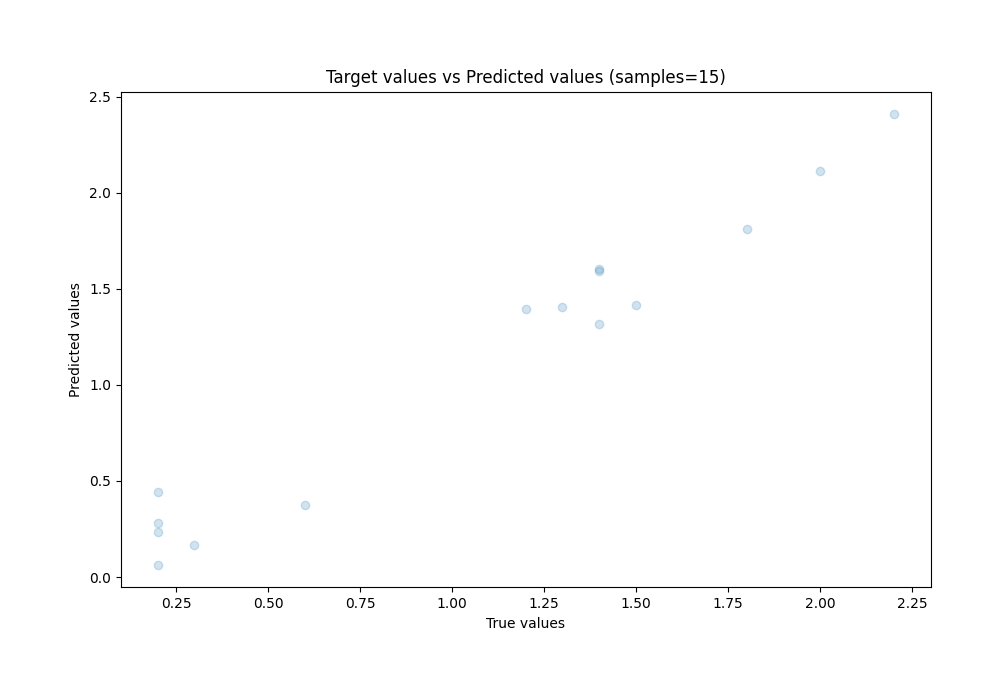 Target values vs Predicted values (samples=15)
2.5
2.0
1.5
1.0
0.5
0.0
Predicted values
0.25 0.50 0.75 1.00 1.25 1.50 1.75 2.00 2.25
True values